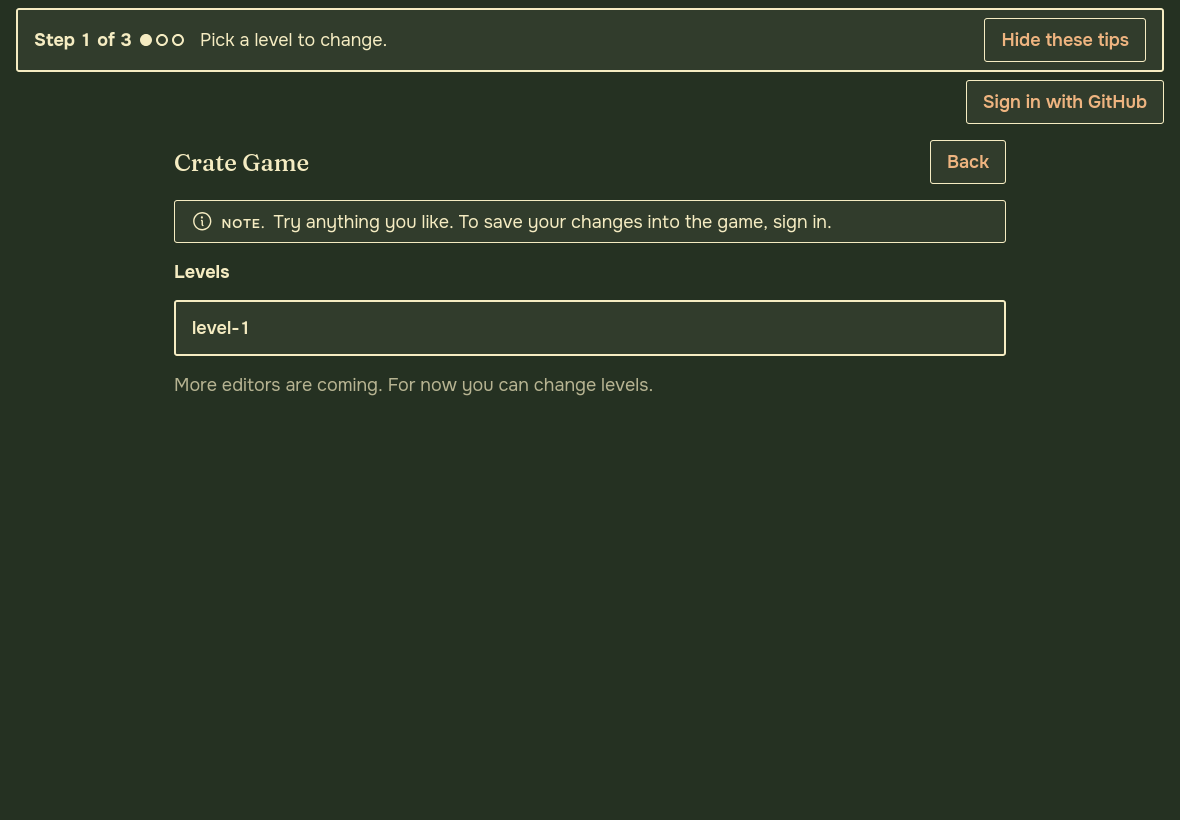 Step 1 of 3 Pick a level to change.
Hide these tips
Sign in with GitHub
Crate Game
Back
NOTE. Try anything you like. To save your changes into the game, sign in.
Levels
level-1
More editors are coming. For now you can change levels.